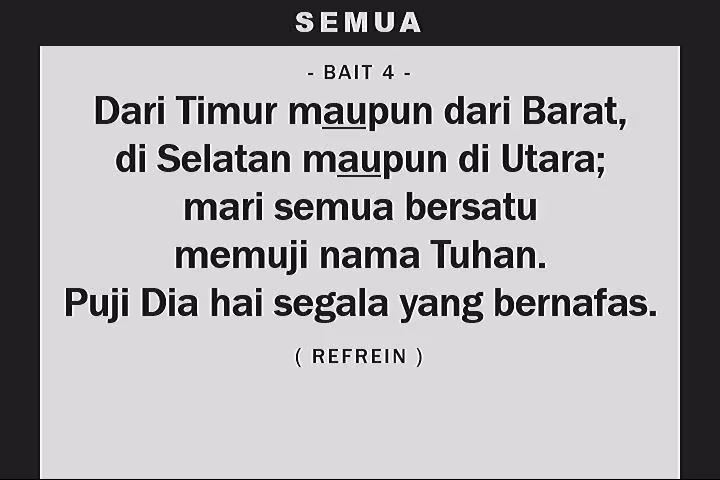 SEMUA
- BAIT 4 -
Dari Timur maupun dari Barat,
di Selatan maupun di Utara;
mari semua bersatu
memuji nama Tuhan.
Puji Dia hai segala yang bernafas.
( REFREIN )